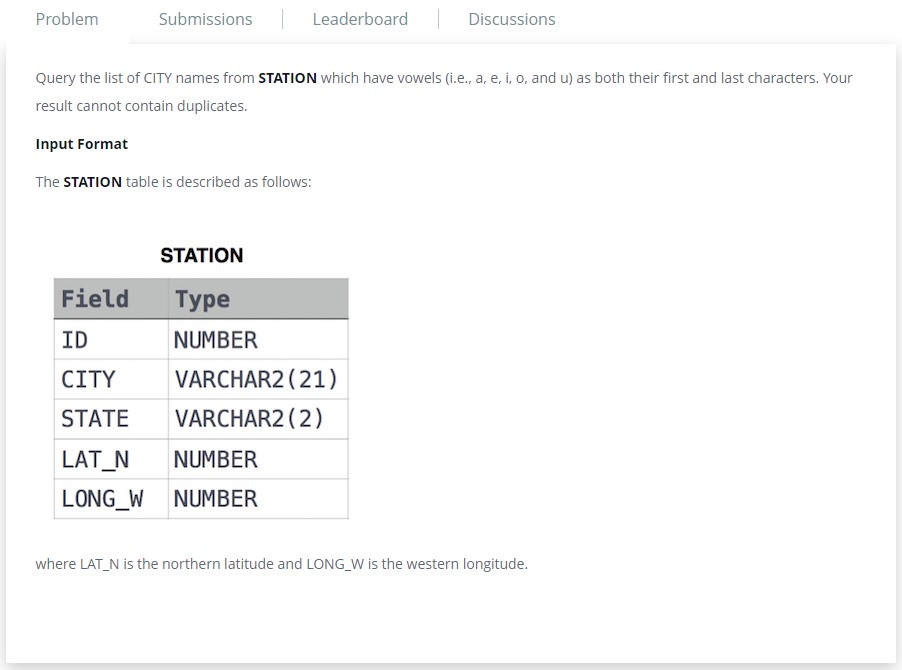 Problem Submissions Leaderboard Discussions
Query the list of CITY names from STATION which have vowels (i.e., a, e, i, o, and u) as both their first and last characters. Your
result cannot contain duplicates.
Input Format
The STATION table is described as follows:
STATION
Field Type
ID NUMBER
CITY VARCHAR2(21)
STATE VARCHAR2(2)
LAT_N NUMBER
LONG_W NUMBER
where LAT_N is the northern latitude and LONG_W is the western longitude.